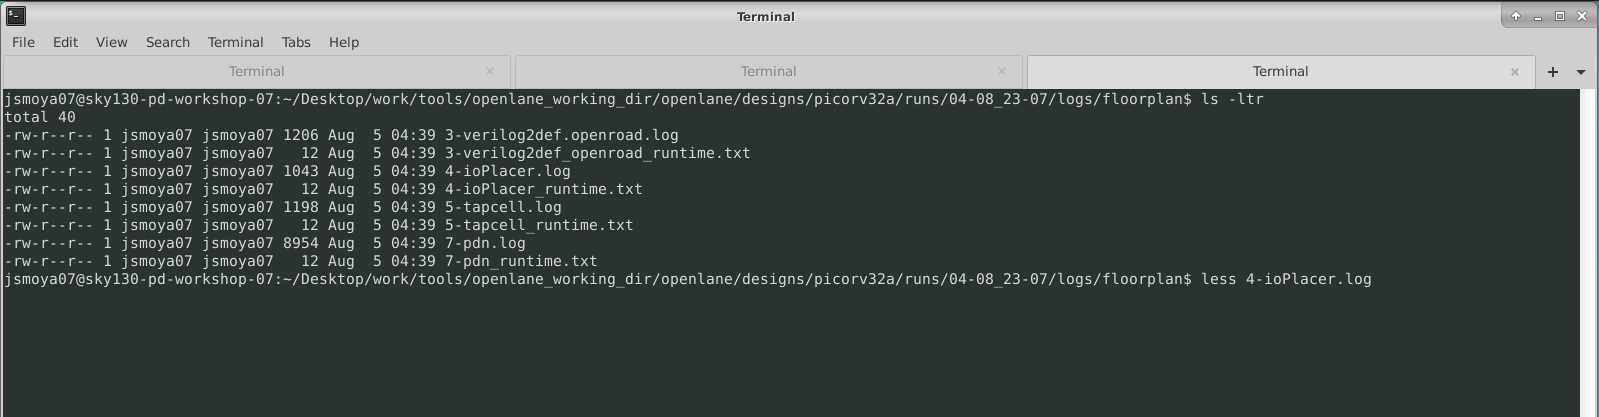 Terminal
File Edit View Search Terminal Tabs Help
Terminal Terminal Terminal
jsmoya07@sky130-pd-workshop-07:~/Desktop/work/tools/openlane_working_dir/openlane/designs/picorv32a/runs/04-08_23-07/logs/floorplan$ ls -ltr
total 40
-rw-r--r-- 1 jsmoya07 jsmoya07 1206 Aug  5 04:39 3-verilog2def.openroad.log
-rw-r--r-- 1 jsmoya07 jsmoya07   12 Aug  5 04:39 3-verilog2def_openroad_runtime.txt
-rw-r--r-- 1 jsmoya07 jsmoya07 1043 Aug  5 04:39 4-ioPlacer.log
-rw-r--r-- 1 jsmoya07 jsmoya07   12 Aug  5 04:39 4-ioPlacer_runtime.txt
-rw-r--r-- 1 jsmoya07 jsmoya07 1198 Aug  5 04:39 5-tapcell.log
-rw-r--r-- 1 jsmoya07 jsmoya07   12 Aug  5 04:39 5-tapcell_runtime.txt
-rw-r--r-- 1 jsmoya07 jsmoya07 8954 Aug  5 04:39 7-pdn.log
-rw-r--r-- 1 jsmoya07 jsmoya07   12 Aug  5 04:39 7-pdn_runtime.txt
jsmoya07@sky130-pd-workshop-07:~/Desktop/work/tools/openlane_working_dir/openlane/designs/picorv32a/runs/04-08_23-07/logs/floorplan$ less 4-ioPlacer.log